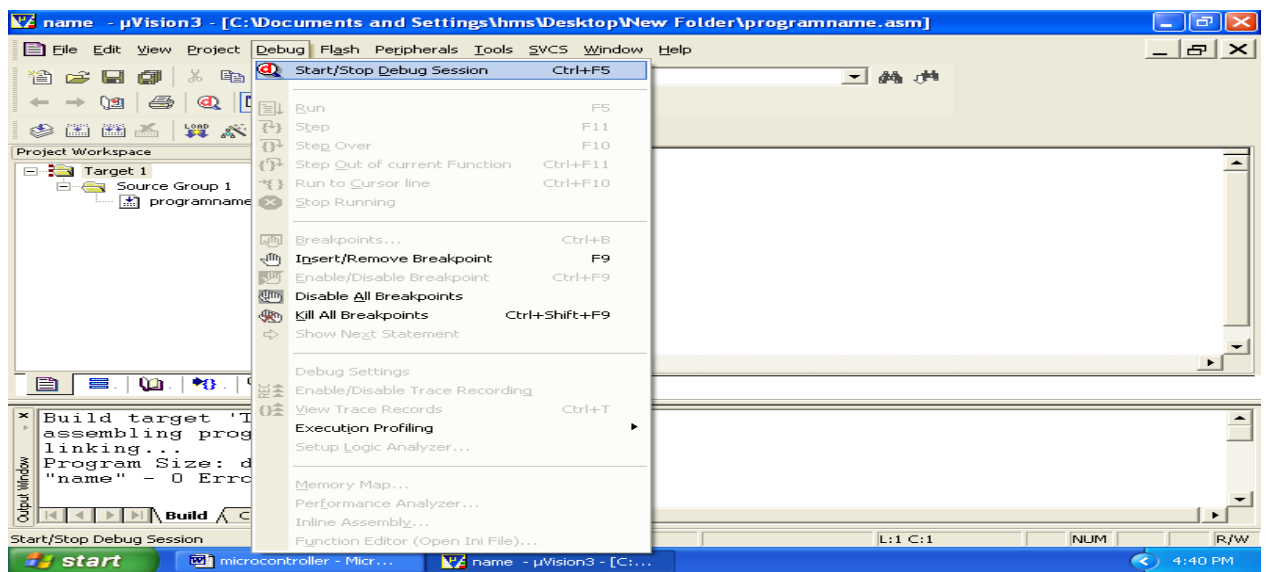 name - µVision3 - [C:\Documents and Settings\hms\Desktop\New Folder\programname.asm]
File Edit View Project Debug Flash Peripherals Tools SVCS Window Help
Start/Stop Debug Session Ctrl+F5
Run F5
Step F11
Step Over F10
Step Out of current Function Ctrl+F11
Run to Cursor line Ctrl+F10
Stop Running
Breakpoints... Ctrl+B
Insert/Remove Breakpoint F9
Enable/Disable Breakpoint Ctrl+F9
Disable All Breakpoints
Kill All Breakpoints Ctrl+Shift+F9
Show Next Statement
Debug Settings
Enable/Disable Trace Recording
View Trace Records Ctrl+T
Execution Profiling
Setup Logic Analyzer...
Memory Map...
Performance Analyzer...
Inline Assembly...
Function Editor (Open Ini File)...
LOAD
Project Workspace
Target 1
Source Group 1
programname
Build target 'T
assembling prog
linking...
Program Size: d
"name" - 0 Erro
Output Window
Build C
Start/Stop Debug Session L:1 C:1 NUM R/W
start microcontroller - Micr... name - µVision3 - [C:... 4:40 PM